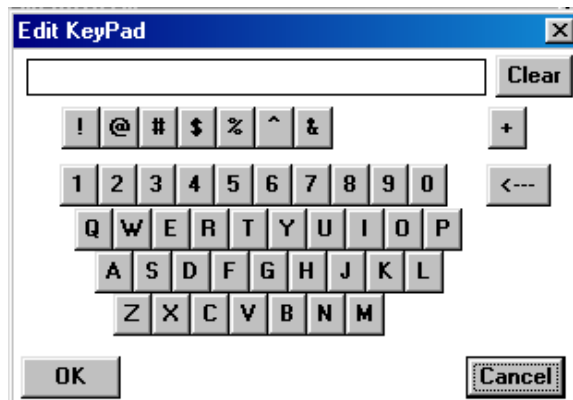 Edit KeyPad
Clear
! @ # $ % ^ & +
1 2 3 4 5 6 7 8 9 0 <---
Q W E R T Y U I O P
A S D F G H J K L
Z X C V B N M
OK Cancel